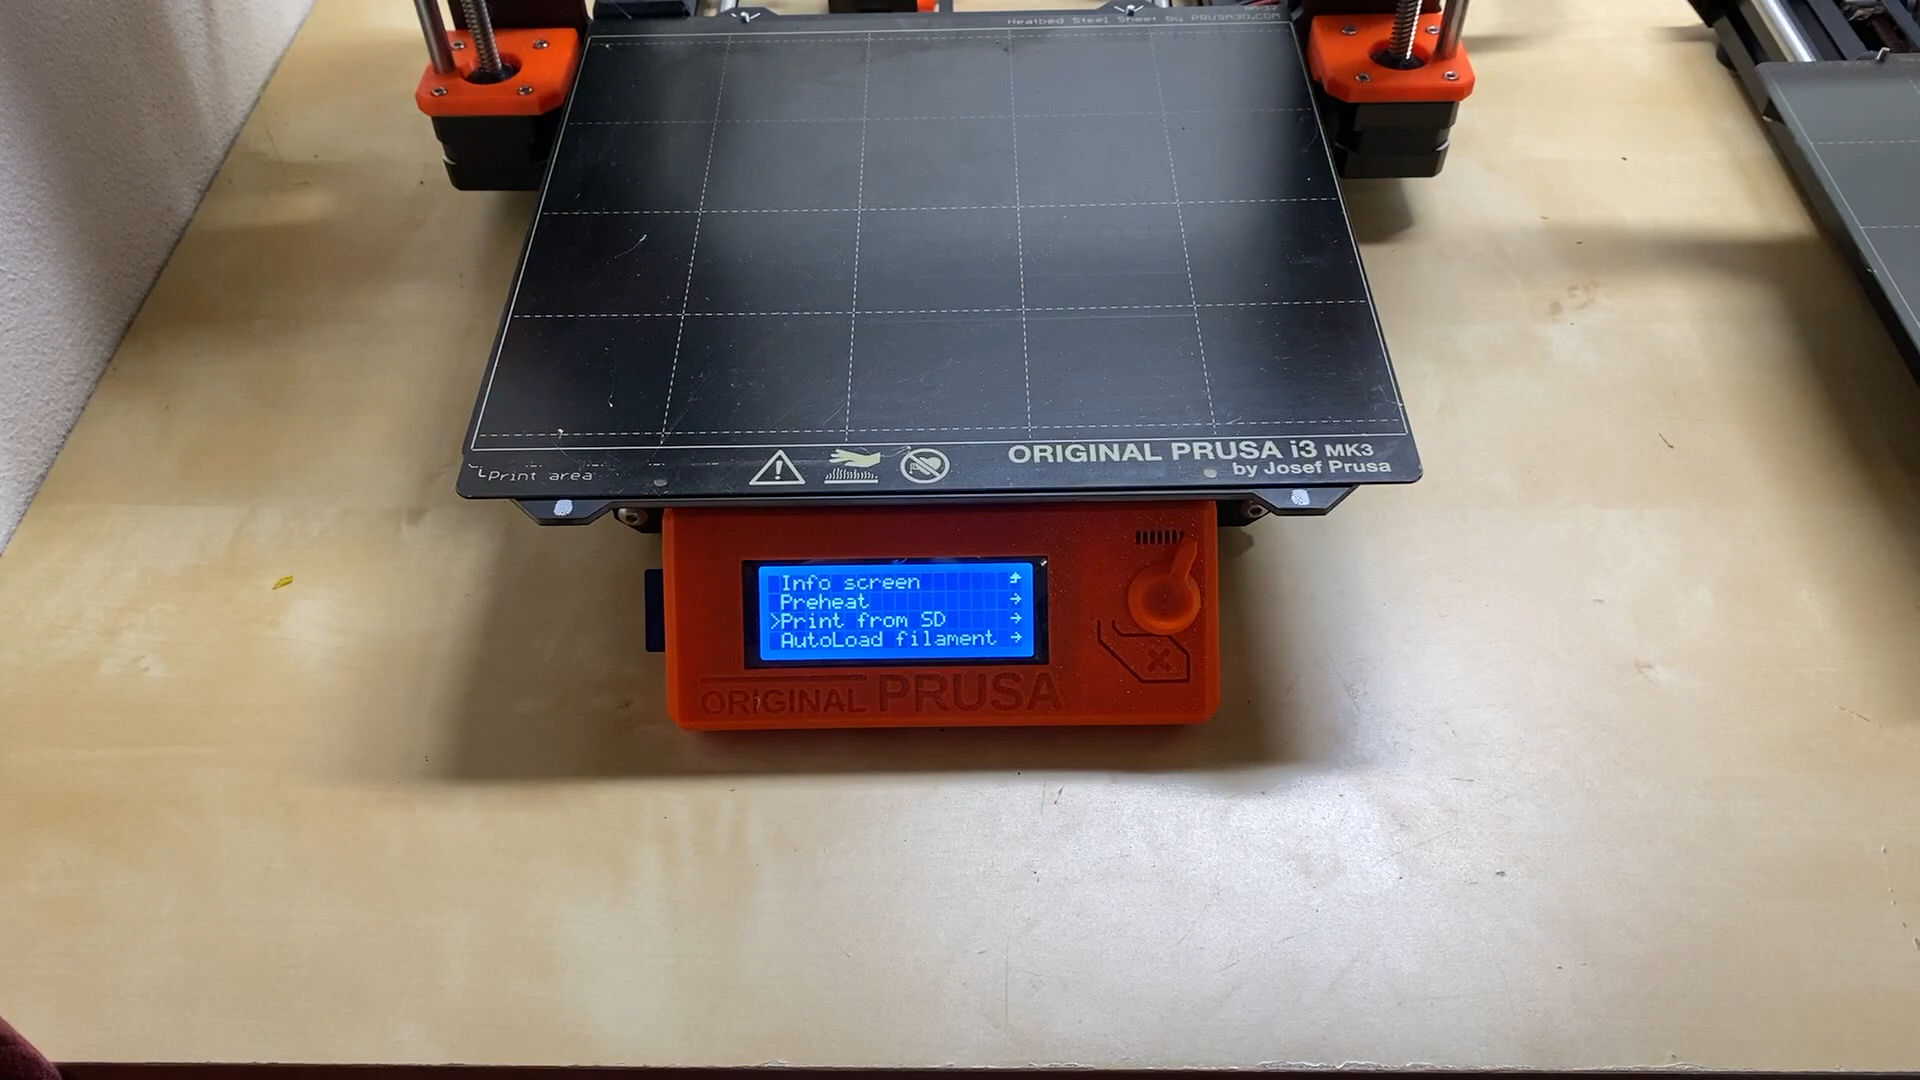 Heatbed Steel Sheet by PRUSA3D.COM
ORIGINAL PRUSA i3 MK3
by Josef Prusa
Print area
Info screen
Preheat
>Print from SD
AutoLoad filament
ORIGINAL PRUSA